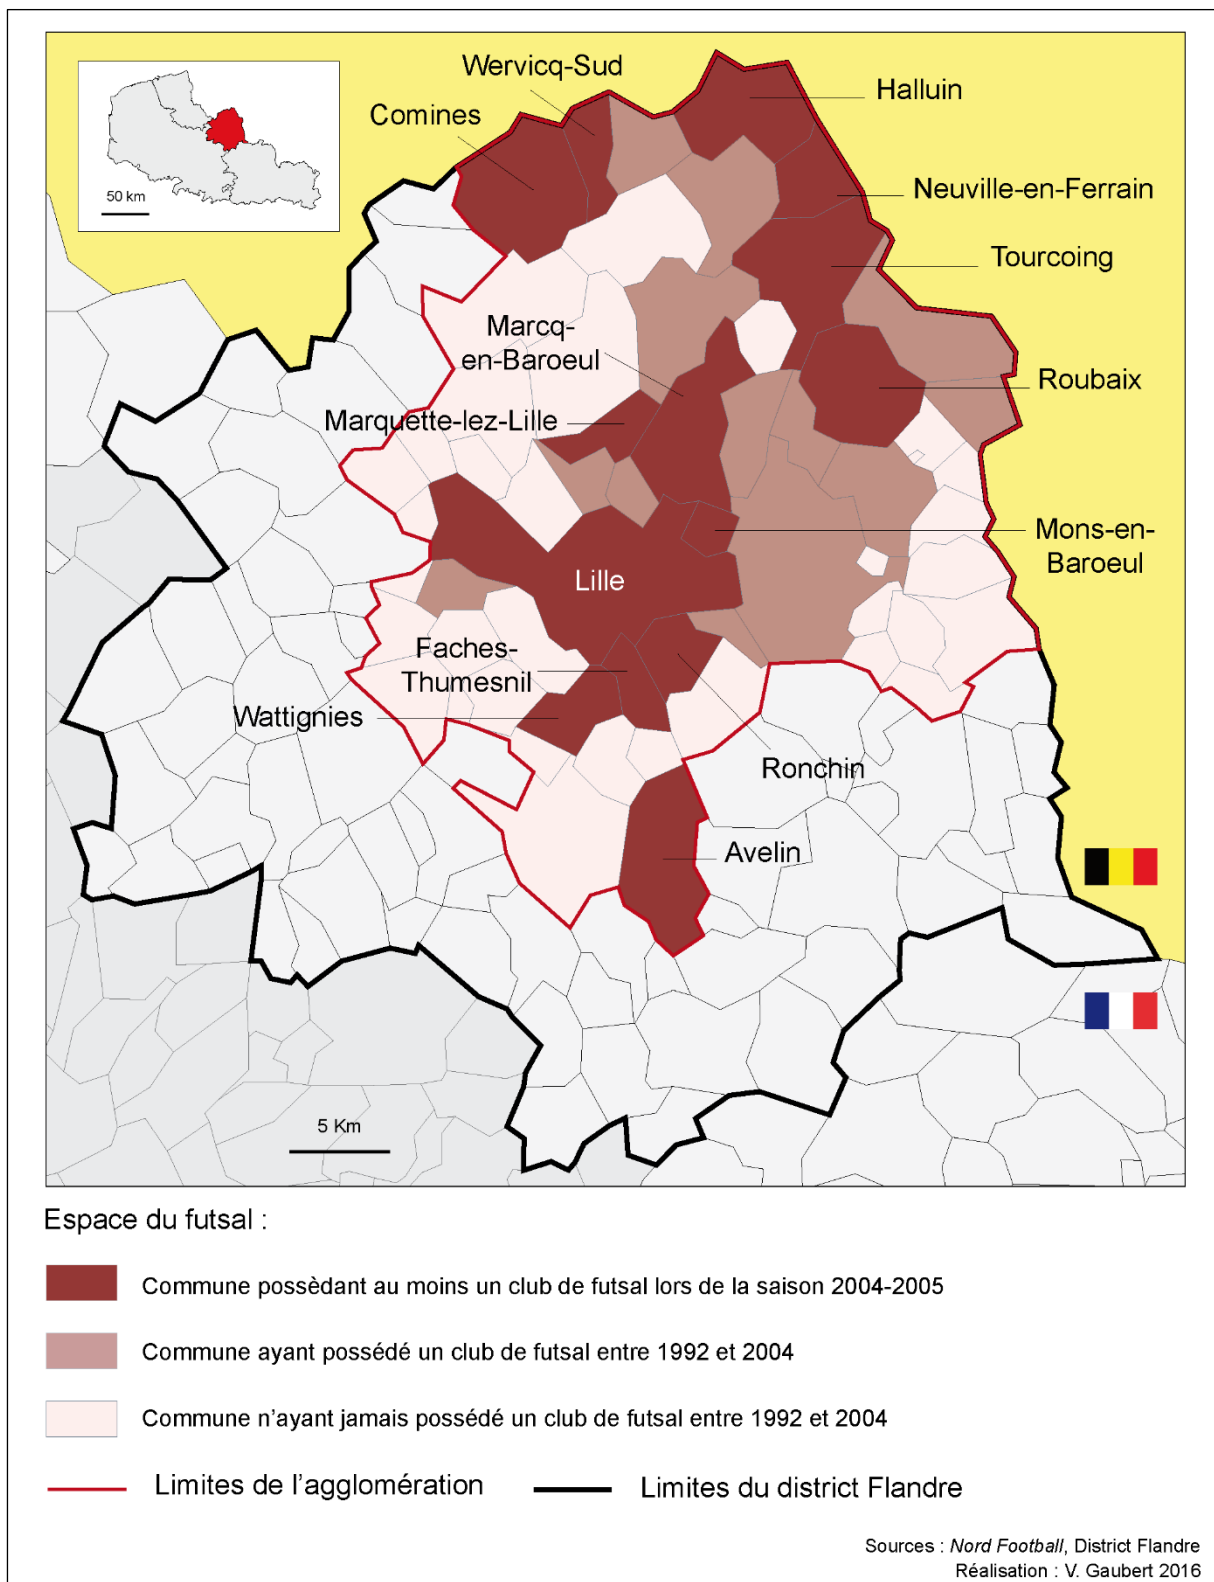 Wervicq-Sud
Halluin
Comines
50 km
Neuville-en-Ferrain
Tourcoing
Marcq-
en-Baroeul
Roubaix
Marquette-lez-Lille
Mons-en-
Baroeul
Lille
Faches-
Thumesnil
Wattignies
Ronchin
Avelin
5 Km
Espace du futsal :
Commune possèdant au moins un club de futsal lors de la saison 2004-2005
Commune ayant possédé un club de futsal entre 1992 et 2004
Commune n'ayant jamais possédé un club de futsal entre 1992 et 2004
Limites de l'agglomération
Limites du district Flandre
Sources : Nord Football, District Flandre
Réalisation : V. Gaubert 2016